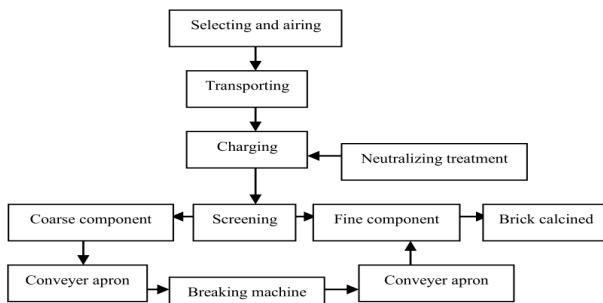 Selecting and airing
Transporting
Charging
Neutralizing treatment
Coarse component
Screening
Fine component
Brick calcined
Conveyer apron
Breaking machine
Conveyer apron